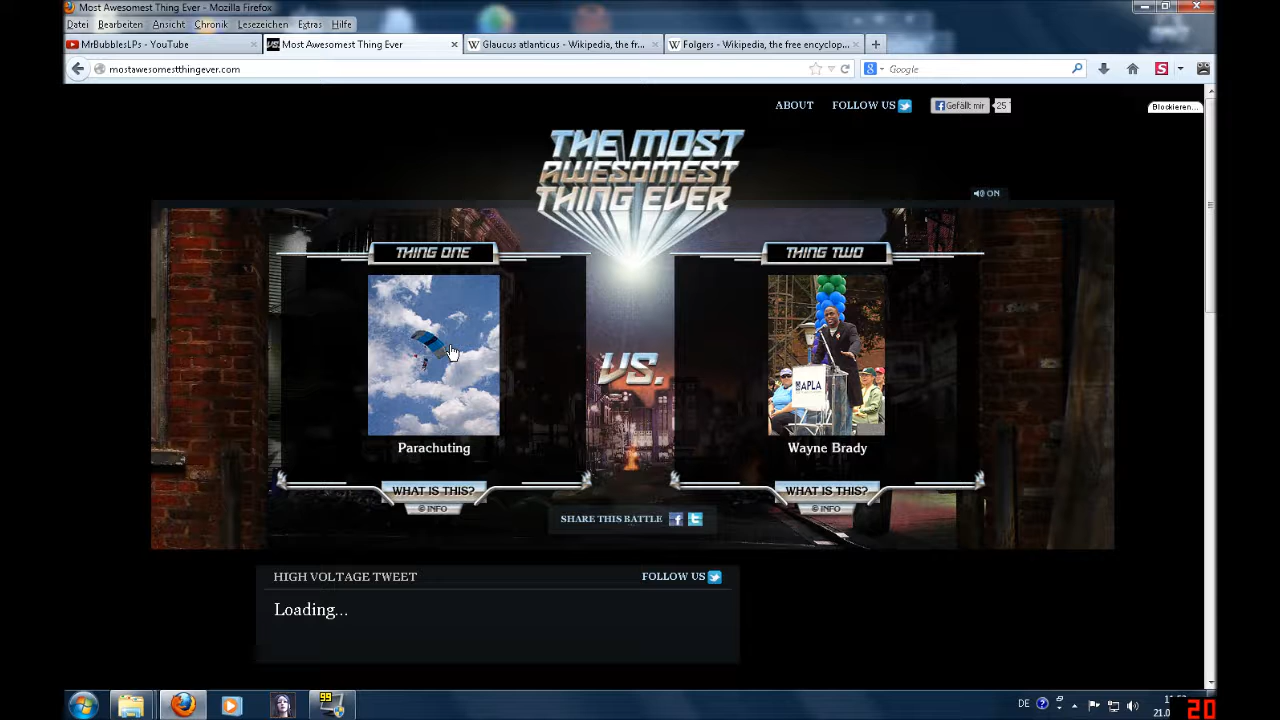 Most Awesomest Thing Ever - Mozilla Firefox
Datei Bearbeiten Ansicht Chronik Lesezeichen Extras Hilfe
MrBubblesLPs - YouTube
Most Awesomest Thing Ever
Glaucus atlanticus - Wikipedia, the fr...
Folgers - Wikipedia, the free encyclop...
mostawesomestthingever.com
Google
ABOUT
FOLLOW US
Gefällt mir
25
Blockieren...
THE MOST
AWESOMEST
THING EVER
ON
THING ONE
THING TWO
VS.
APLA
Parachuting
Wayne Brady
WHAT IS THIS?
© INFO
WHAT IS THIS?
© INFO
SHARE THIS BATTLE
HIGH VOLTAGE TWEET
FOLLOW US
Loading...
99
DE
20